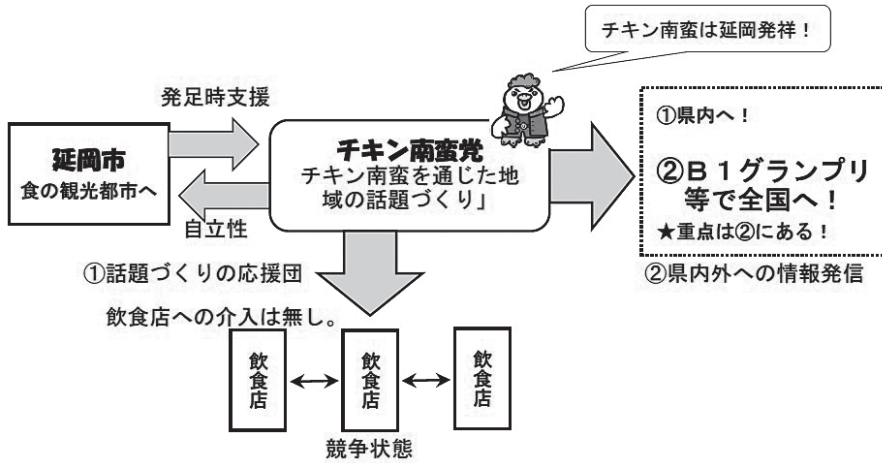 チキン南蛮は延岡発祥！
発足時支援
延岡市
食の観光都市へ
自立性
チキン南蛮党
チキン南蛮を通じた地
域の話題づくり」
①県内へ！
②Ｂ１グランプリ
等で全国へ！
★重点は②にある！
②県内外への情報発信
①話題づくりの応援団
飲食店への介入は無し。
飲食店
飲食店
飲食店
競争状態